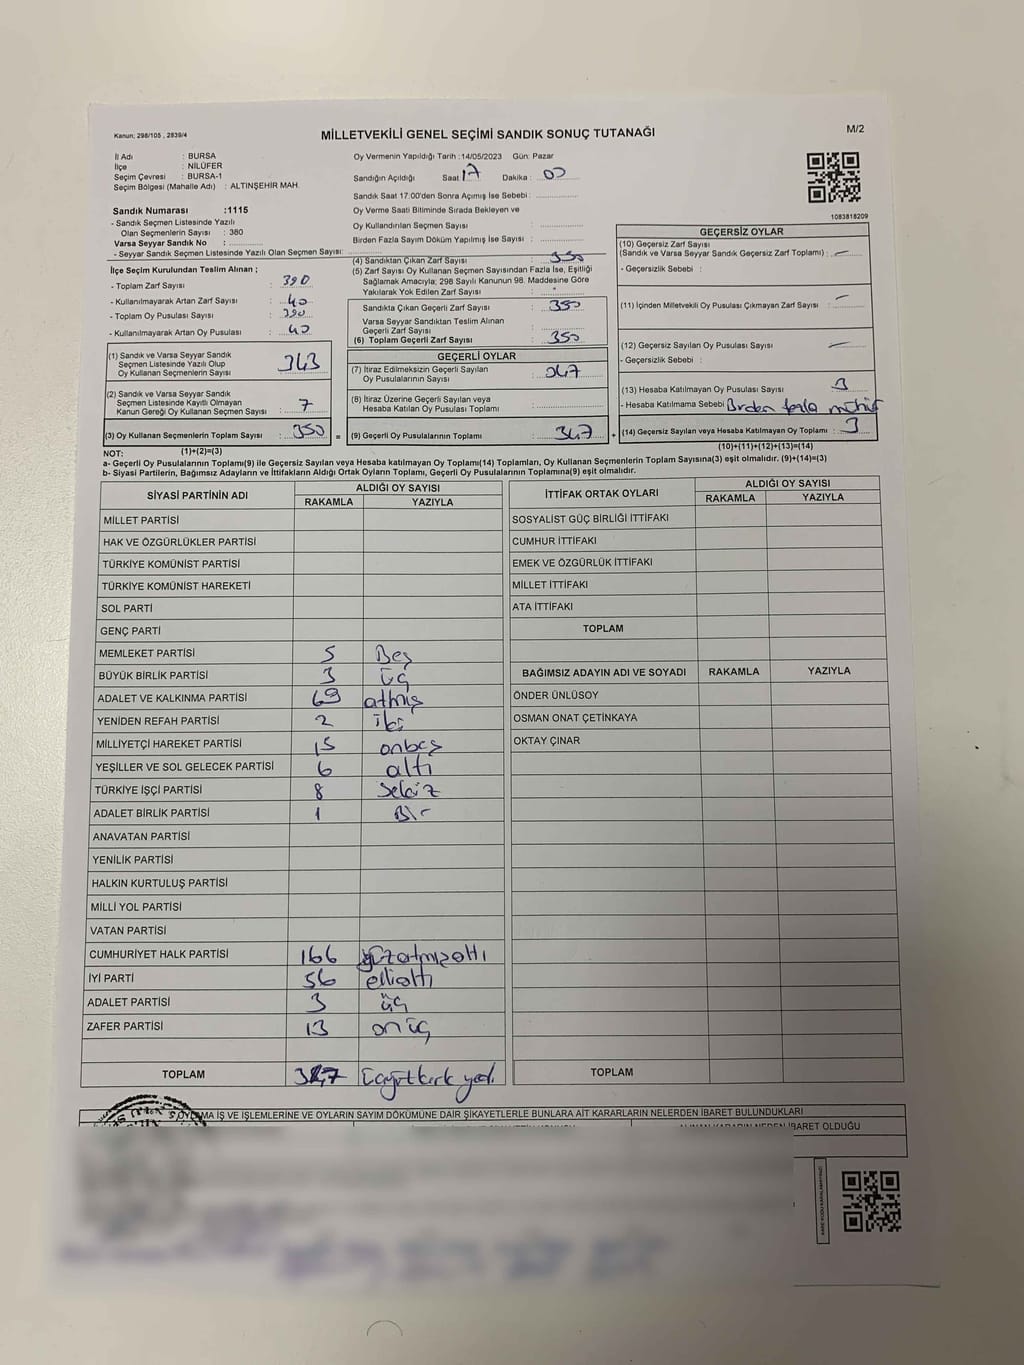 Kanun; 298/105 , 2839/4
MİLLETVEKİLİ GENEL SEÇİMİ SANDIK SONUÇ TUTANAĞI
M/2
İl Adı : BURSA
İlçe : NİLÜFER
Seçim Çevresi : BURSA-1
Seçim Bölgesi (Mahalle Adı) : ALTINŞEHİR MAH.
Sandık Numarası :1115
- Sandık Seçmen Listesinde Yazılı
Olan Seçmenlerin Sayısı : 380
Varsa Seyyar Sandık No :
- Seyyar Sandık Seçmen Listesinde Yazılı Olan Seçmen Sayısı:
İlçe Seçim Kurulundan Teslim Alınan ;
- Toplam Zarf Sayısı : 390
- Kullanılmayarak Artan Zarf Sayısı : 40
- Toplam Oy Pusulası Sayısı : 390
- Kullanılmayarak Artan Oy Pusulası : 40
(1) Sandık ve Varsa Seyyar Sandık
Seçmen Listesinde Yazılı Olup
Oy Kullanan Seçmenlerin Sayısı : 343
(2) Sandık ve Varsa Seyyar Sandık
Seçmen Listesinde Kayıtlı Olmayan
Kanun Gereği Oy Kullanan Seçmen Sayısı : 7
(3) Oy Kullanan Seçmenlerin Toplam Sayısı : 350 =
Oy Vermenin Yapıldığı Tarih :14/05/2023 Gün: Pazar
Sandığın Açıldığı Saat : 17 Dakika : 00
Sandık Saat 17:00'den Sonra Açımış İse Sebebi :
Oy Verme Saati Bitiminde Sırada Bekleyen ve
Oy Kullandırılan Seçmen Sayısı :
Birden Fazla Sayım Döküm Yapılmış İse Sayısı :
(4) Sandıktan Çıkan Zarf Sayısı : 350
(5) Zarf Sayısı Oy Kullanan Seçmen Sayısından Fazla İse, Eşitliği
Sağlamak Amacıyla; 298 Sayılı Kanunun 98. Maddesine Göre
Yakılarak Yok Edilen Zarf Sayısı :
Sandıkta Çıkan Geçerli Zarf Sayısı : 350
Varsa Seyyar Sandıktan Teslim Alınan
Geçerli Zarf Sayısı :
(6) Toplam Geçerli Zarf Sayısı : 350
GEÇERLİ OYLAR
(7) İtiraz Edilmeksizin Geçerli Sayılan
Oy Pusulalarının Sayısı : 347
(8) İtiraz Üzerine Geçerli Sayılan veya
Hesaba Katılan Oy Pusulası Toplamı :
(9) Geçerli Oy Pusulalarının Toplamı : 347 +
1083818209
GEÇERSİZ OYLAR
(10) Geçersiz Zarf Sayısı
(Sandık ve Varsa Seyyar Sandık Geçersiz Zarf Toplamı) : —
- Geçersizlik Sebebi :
(11) İçinden Milletvekili Oy Pusulası Çıkmayan Zarf Sayısı : —
(12) Geçersiz Sayılan Oy Pusulası Sayısı : —
- Geçersizlik Sebebi :
(13) Hesaba Katılmayan Oy Pusulası Sayısı : 3
- Hesaba Katılmama Sebebi : Birden fazla mühür
(14) Geçersiz Sayılan veya Hesaba Katılmayan Oy Toplamı : 3
NOT: (1)+(2)=(3)
(10)+(11)+(12)+(13)=(14)
a- Geçerli Oy Pusulalarının Toplamı(9) ile Geçersiz Sayılan veya Hesaba katılmayan Oy Toplamı(14) Toplamları, Oy Kullanan Seçmenlerin Toplam Sayısına(3) eşit olmalıdır. (9)+(14)=(3)
b- Siyasi Partilerin, Bağımsız Adayların ve İttifakların Aldığı Ortak Oyların Toplamı, Geçerli Oy Pusulalarının Toplamına(9) eşit olmalıdır.
SİYASİ PARTİNİN ADI ALDIĞI OY SAYISI
RAKAMLA YAZIYLA
MİLLET PARTİSİ
HAK VE ÖZGÜRLÜKLER PARTİSİ
TÜRKİYE KOMÜNİST PARTİSİ
TÜRKİYE KOMÜNİST HAREKETİ
SOL PARTİ
GENÇ PARTİ
MEMLEKET PARTİSİ 5 Beş
BÜYÜK BİRLİK PARTİSİ 3 üç
ADALET VE KALKINMA PARTİSİ 69 atmış
YENİDEN REFAH PARTİSİ 2 iki
MİLLİYETÇİ HAREKET PARTİSİ 15 onbeş
YEŞİLLER VE SOL GELECEK PARTİSİ 6 altı
TÜRKİYE İŞÇİ PARTİSİ 8 Sekiz
ADALET BİRLİK PARTİSİ 1 Bir
ANAVATAN PARTİSİ
YENİLİK PARTİSİ
HALKIN KURTULUŞ PARTİSİ
MİLLİ YOL PARTİSİ
VATAN PARTİSİ
CUMHURİYET HALK PARTİSİ 166 yüzatmışaltı
İYİ PARTİ 56 ellialtı
ADALET PARTİSİ 3 üç
ZAFER PARTİSİ 13 onüç
TOPLAM 347 Üçyütkırk yedi
İTTİFAK ORTAK OYLARI ALDIĞI OY SAYISI
RAKAMLA YAZIYLA
SOSYALİST GÜÇ BİRLİĞİ İTTİFAKI
CUMHUR İTTİFAKI
EMEK VE ÖZGÜRLÜK İTTİFAKI
MİLLET İTTİFAKI
ATA İTTİFAKI
TOPLAM
BAĞIMSIZ ADAYIN ADI VE SOYADI RAKAMLA YAZIYLA
ÖNDER ÜNLÜSOY
OSMAN ONAT ÇETİNKAYA
OKTAY ÇINAR
TOPLAM
İŞ VE İŞLEMLERİNE VE OYLARIN SAYIM DÖKÜMÜNE DAİR ŞİKAYETLERLE BUNLARA AİT KARARLARIN NELERDEN İBARET BULUNDUKLARI
İBARET OLDUĞU
KARE KODU KARALAMAYINIZ!